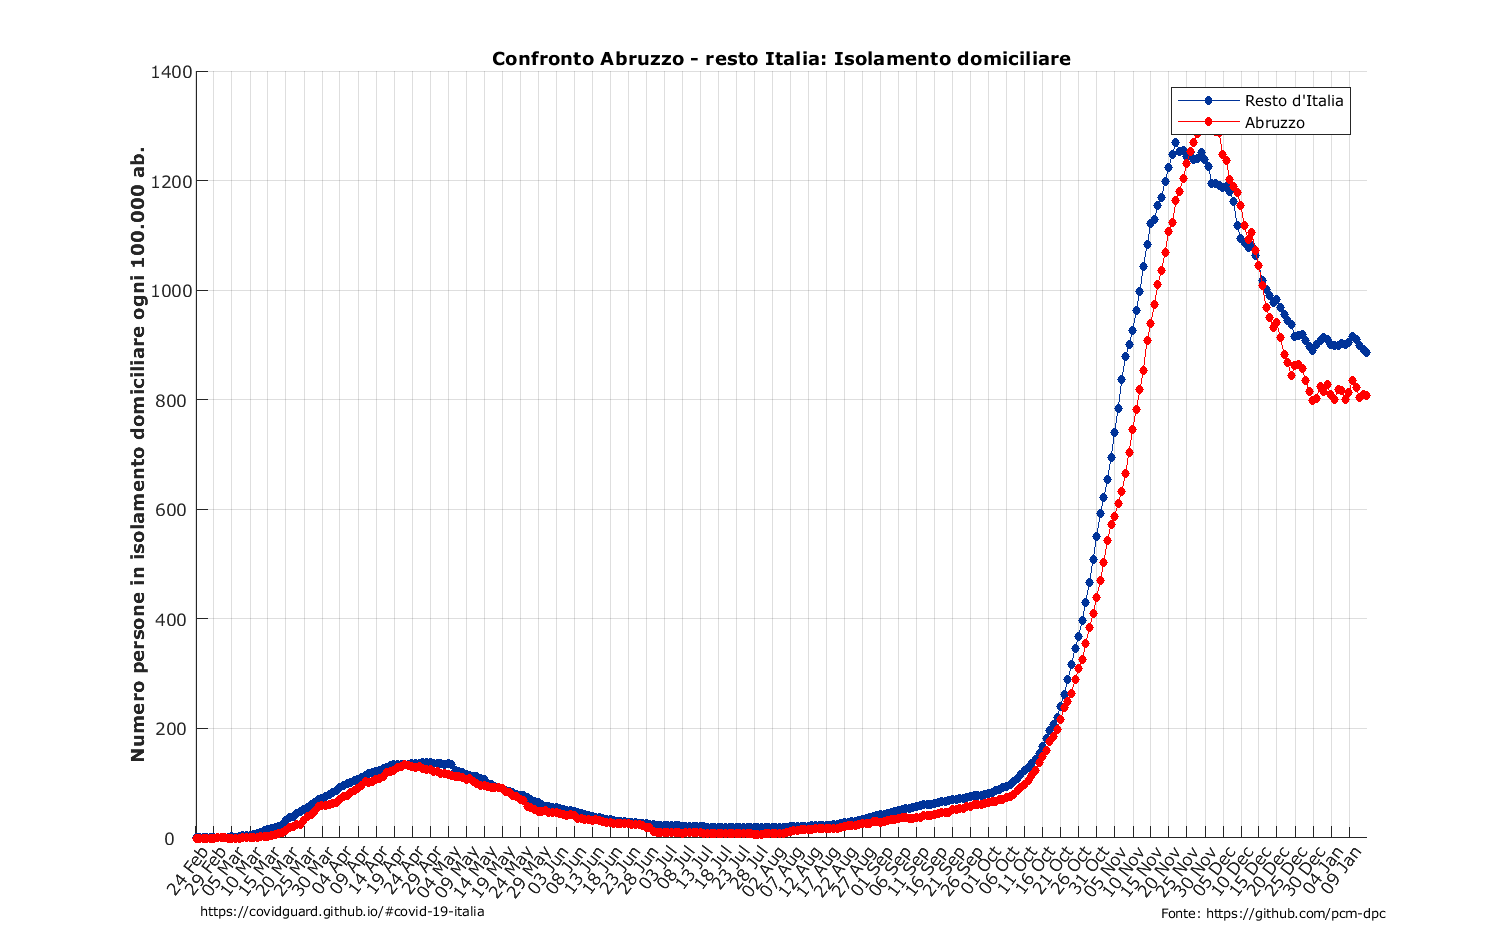 Confronto Abruzzo - resto Italia: Isolamento domiciliare
Numero persone in isolamento domiciliare ogni 100.000 ab.
1400
1200
1000
800
600
400
200
0
Resto d'Italia
Abruzzo
24 Feb
29 Feb
05 Mar
10 Mar
15 Mar
20 Mar
25 Mar
30 Mar
04 Apr
09 Apr
14 Apr
19 Apr
24 Apr
29 Apr
04 May
09 May
14 May
19 May
24 May
29 May
03 Jun
08 Jun
13 Jun
18 Jun
23 Jun
28 Jun
03 Jul
08 Jul
13 Jul
18 Jul
23 Jul
28 Jul
02 Aug
07 Aug
12 Aug
17 Aug
22 Aug
27 Aug
01 Sep
06 Sep
11 Sep
16 Sep
21 Sep
26 Sep
01 Oct
06 Oct
11 Oct
16 Oct
21 Oct
26 Oct
31 Oct
05 Nov
10 Nov
15 Nov
20 Nov
25 Nov
30 Nov
05 Dec
10 Dec
15 Dec
20 Dec
25 Dec
30 Dec
04 Jan
09 Jan
https://covidguard.github.io/#covid-19-italia
Fonte: https://github.com/pcm-dpc